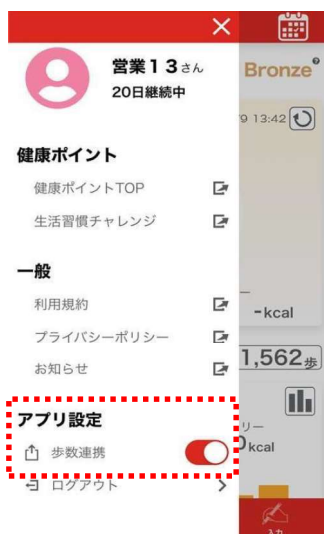 営業13さん
20日継続中
Bronze
9 13:42
健康ポイント
健康ポイントTOP
生活習慣チャレンジ
一般
利用規約
-kcal
プライバシーポリシー
お知らせ
1,562歩
アプリ設定
リー
歩数連携
kcal
ログアウト
入力